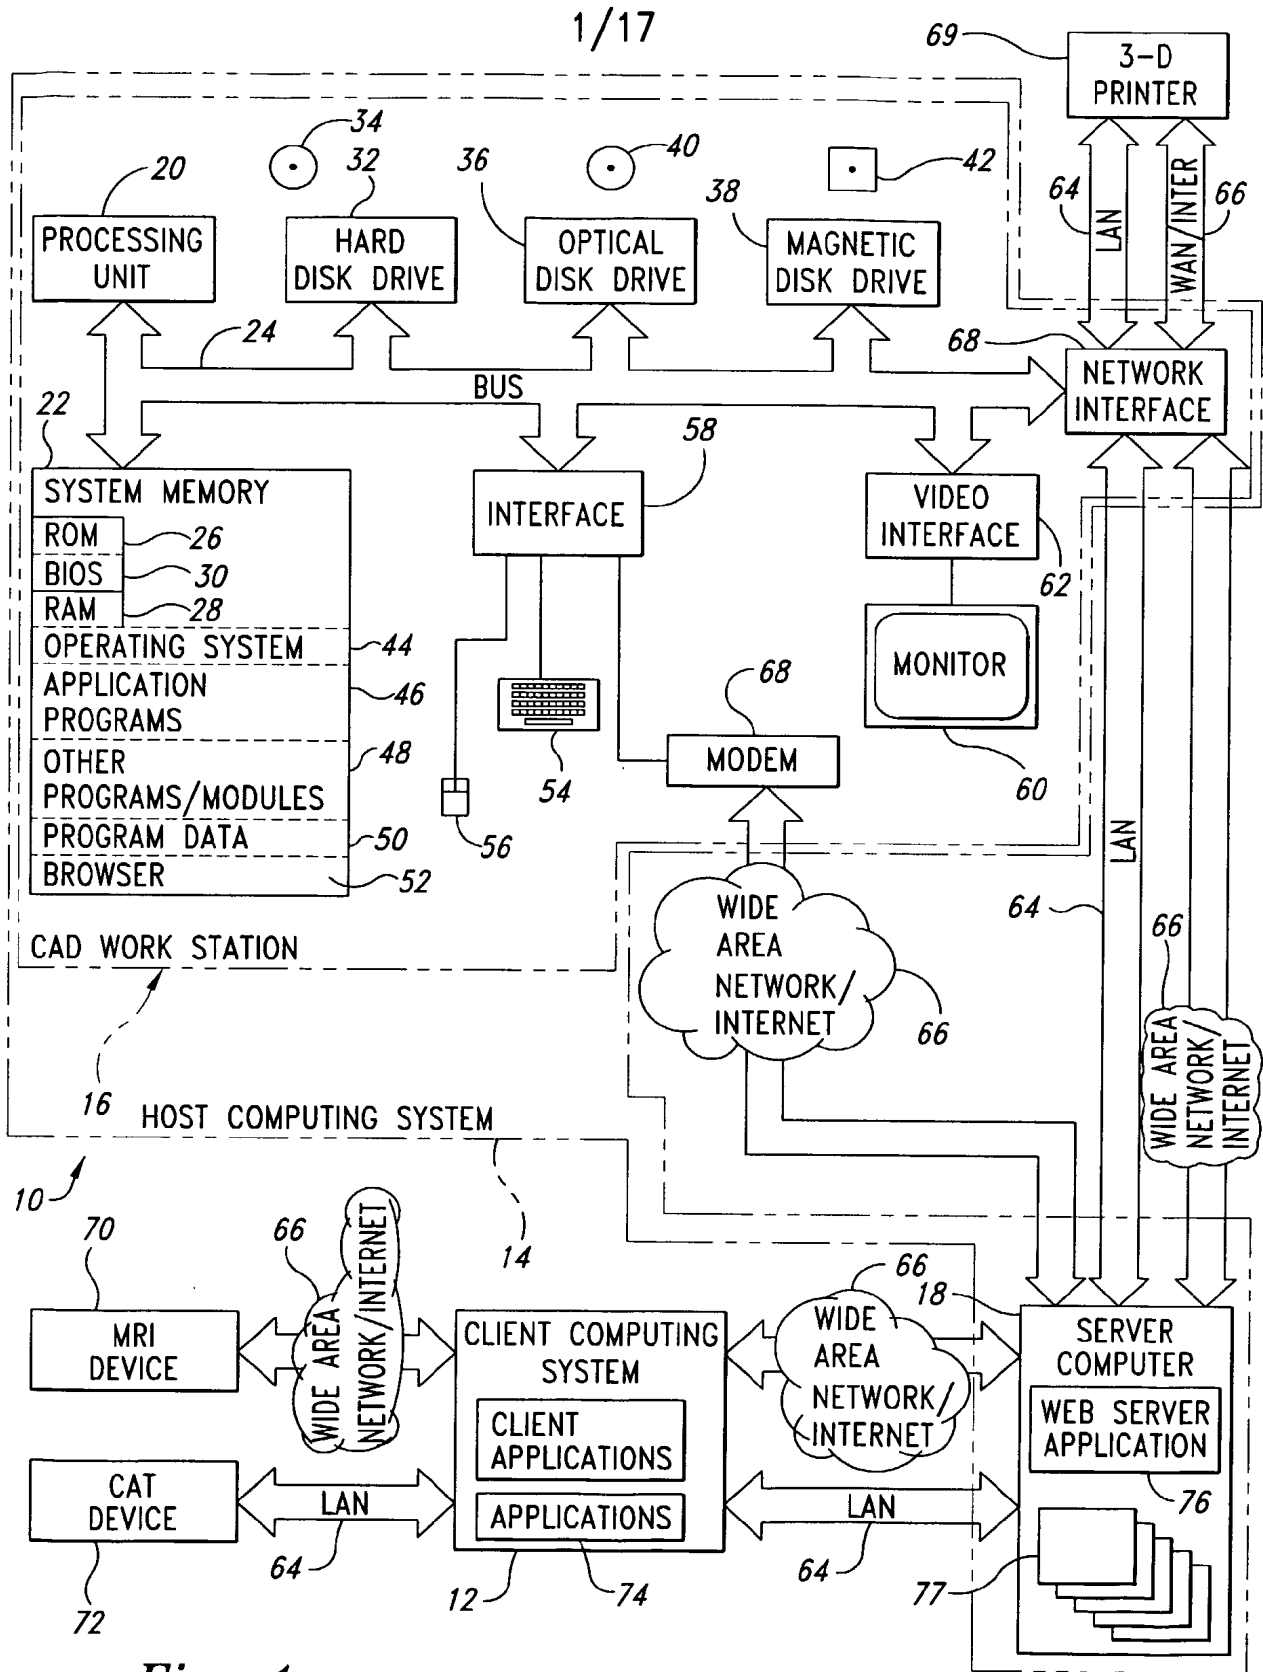 1/17
69
3-D
PRINTER
34
40
42
20
32
36
38
64
LAN
WAN/INTER
66
PROCESSING
UNIT
HARD
DISK DRIVE
OPTICAL
DISK DRIVE
MAGNETIC
DISK DRIVE
24
BUS
68
NETWORK
INTERFACE
22
SYSTEM MEMORY
ROM
26
BIOS
30
RAM
28
OPERATING SYSTEM
44
APPLICATION
PROGRAMS
46
OTHER
PROGRAMS/MODULES
48
PROGRAM DATA
50
BROWSER
52
58
INTERFACE
54
56
VIDEO
INTERFACE
62
MONITOR
60
68
MODEM
CAD WORK STATION
16
WIDE
AREA
NETWORK/
INTERNET
66
64
LAN
66
WIDE AREA
NETWORK/
INTERNET
HOST COMPUTING SYSTEM
14
10
70
MRI
DEVICE
66
WIDE AREA
NETWORK/INTERNET
CLIENT COMPUTING
SYSTEM
CLIENT
APPLICATIONS
APPLICATIONS
12
74
66
WIDE
AREA
NETWORK/
INTERNET
18
SERVER
COMPUTER
WEB SERVER
APPLICATION
76
77
CAT
DEVICE
72
LAN
64
LAN
64